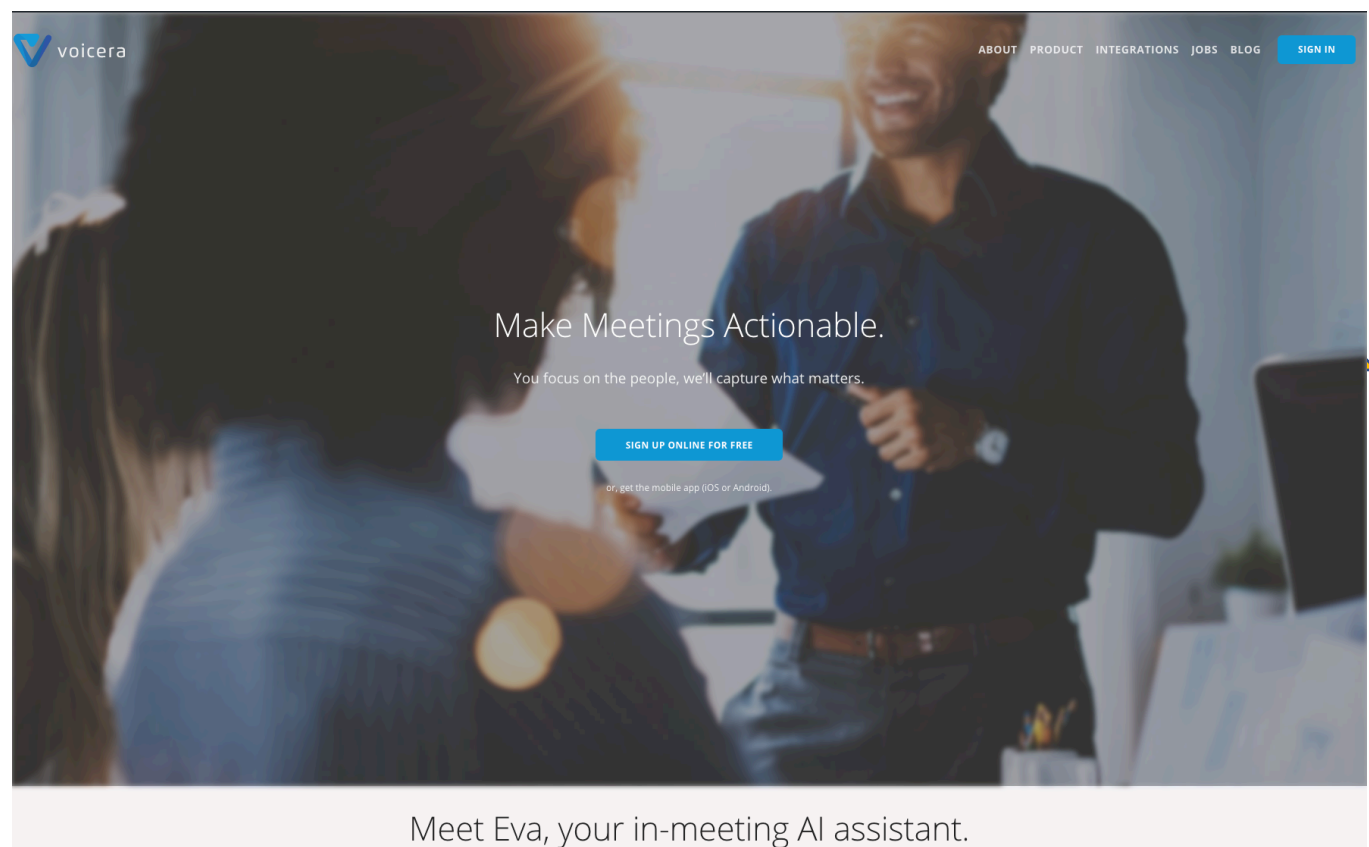 voicera
ABOUT PRODUCT INTEGRATIONS JOBS BLOG SIGN IN
Make Meetings Actionable.
You focus on the people, we'll capture what matters.
SIGN UP ONLINE FOR FREE
or, get the mobile app (iOS or Android).
Meet Eva, your in-meeting AI assistant.